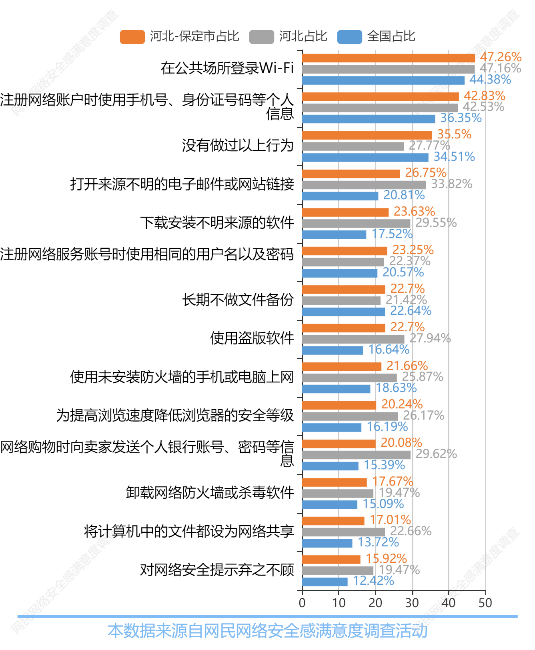 河北-保定市占比 河北占比 全国占比
在公共场所登录Wi-Fi 47.26% 47.16% 44.38%
注册网络账户时使用手机号、身份证号码等个人
信息 42.83% 42.53% 36.35%
没有做过以上行为 35.5% 27.77% 34.51%
打开来源不明的电子邮件或网站链接 26.75% 33.82% 20.81%
下载安装不明来源的软件 23.63% 29.55% 17.52%
注册网络服务账号时使用相同的用户名以及密码 23.25% 22.37% 20.57%
长期不做文件备份 22.7% 21.42% 22.64%
使用盗版软件 22.7% 27.94% 16.64%
使用未安装防火墙的手机或电脑上网 21.66% 25.87% 18.63%
为提高浏览速度降低浏览器的安全等级 20.24% 26.17% 16.19%
网络购物时向卖家发送个人银行账号、密码等信
息 20.08% 29.62% 15.39%
卸载网络防火墙或杀毒软件 17.67% 19.47% 15.09%
将计算机中的文件都设为网络共享 17.01% 22.66% 13.72%
对网络安全提示弃之不顾 15.92% 19.47% 12.42%
0 10 20 30 40 50
本数据来源自网民网络安全感满意度调查活动